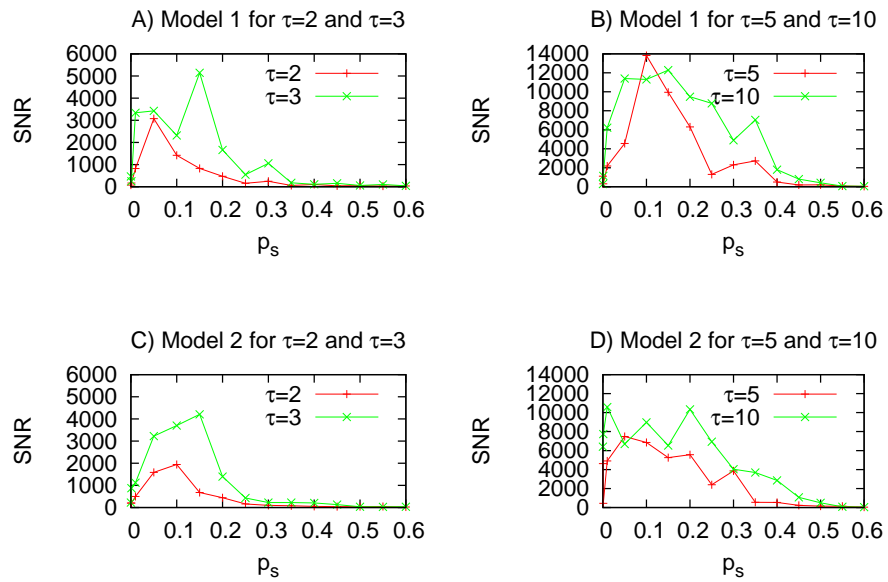 A) Model 1 for τ=2 and τ=3
6000
5000
4000
3000
2000
1000
0
SNR
τ=2
τ=3
0 0.1 0.2 0.3 0.4 0.5 0.6
p_s
B) Model 1 for τ=5 and τ=10
14000
12000
10000
8000
6000
4000
2000
0
SNR
τ=5
τ=10
0 0.1 0.2 0.3 0.4 0.5 0.6
p_s
C) Model 2 for τ=2 and τ=3
6000
5000
4000
3000
2000
1000
0
SNR
τ=2
τ=3
0 0.1 0.2 0.3 0.4 0.5 0.6
p_s
D) Model 2 for τ=5 and τ=10
14000
12000
10000
8000
6000
4000
2000
0
SNR
τ=5
τ=10
0 0.1 0.2 0.3 0.4 0.5 0.6
p_s